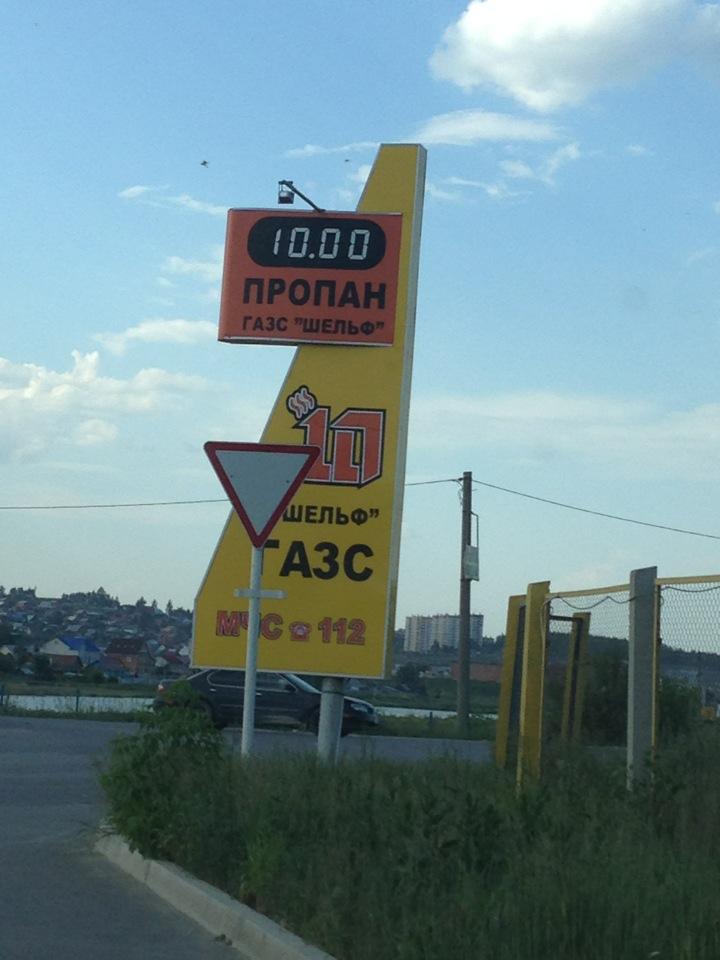 10.00
ПРОПАН
ГАЗС "ШЕЛЬФ"
ШЕЛЬФ"
ГАЗС
МЧС ☎ 112